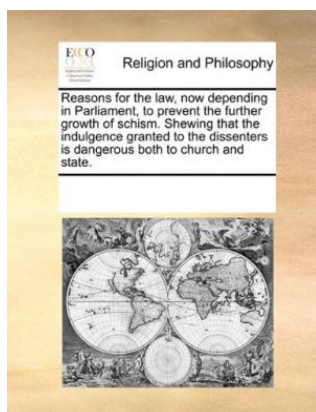 ECCO
Religion and Philosophy
Reasons for the law, now depending
in Parliament, to prevent the further
growth of schism. Shewing that the
indulgence granted to the dissenters
is dangerous both to church and
state.